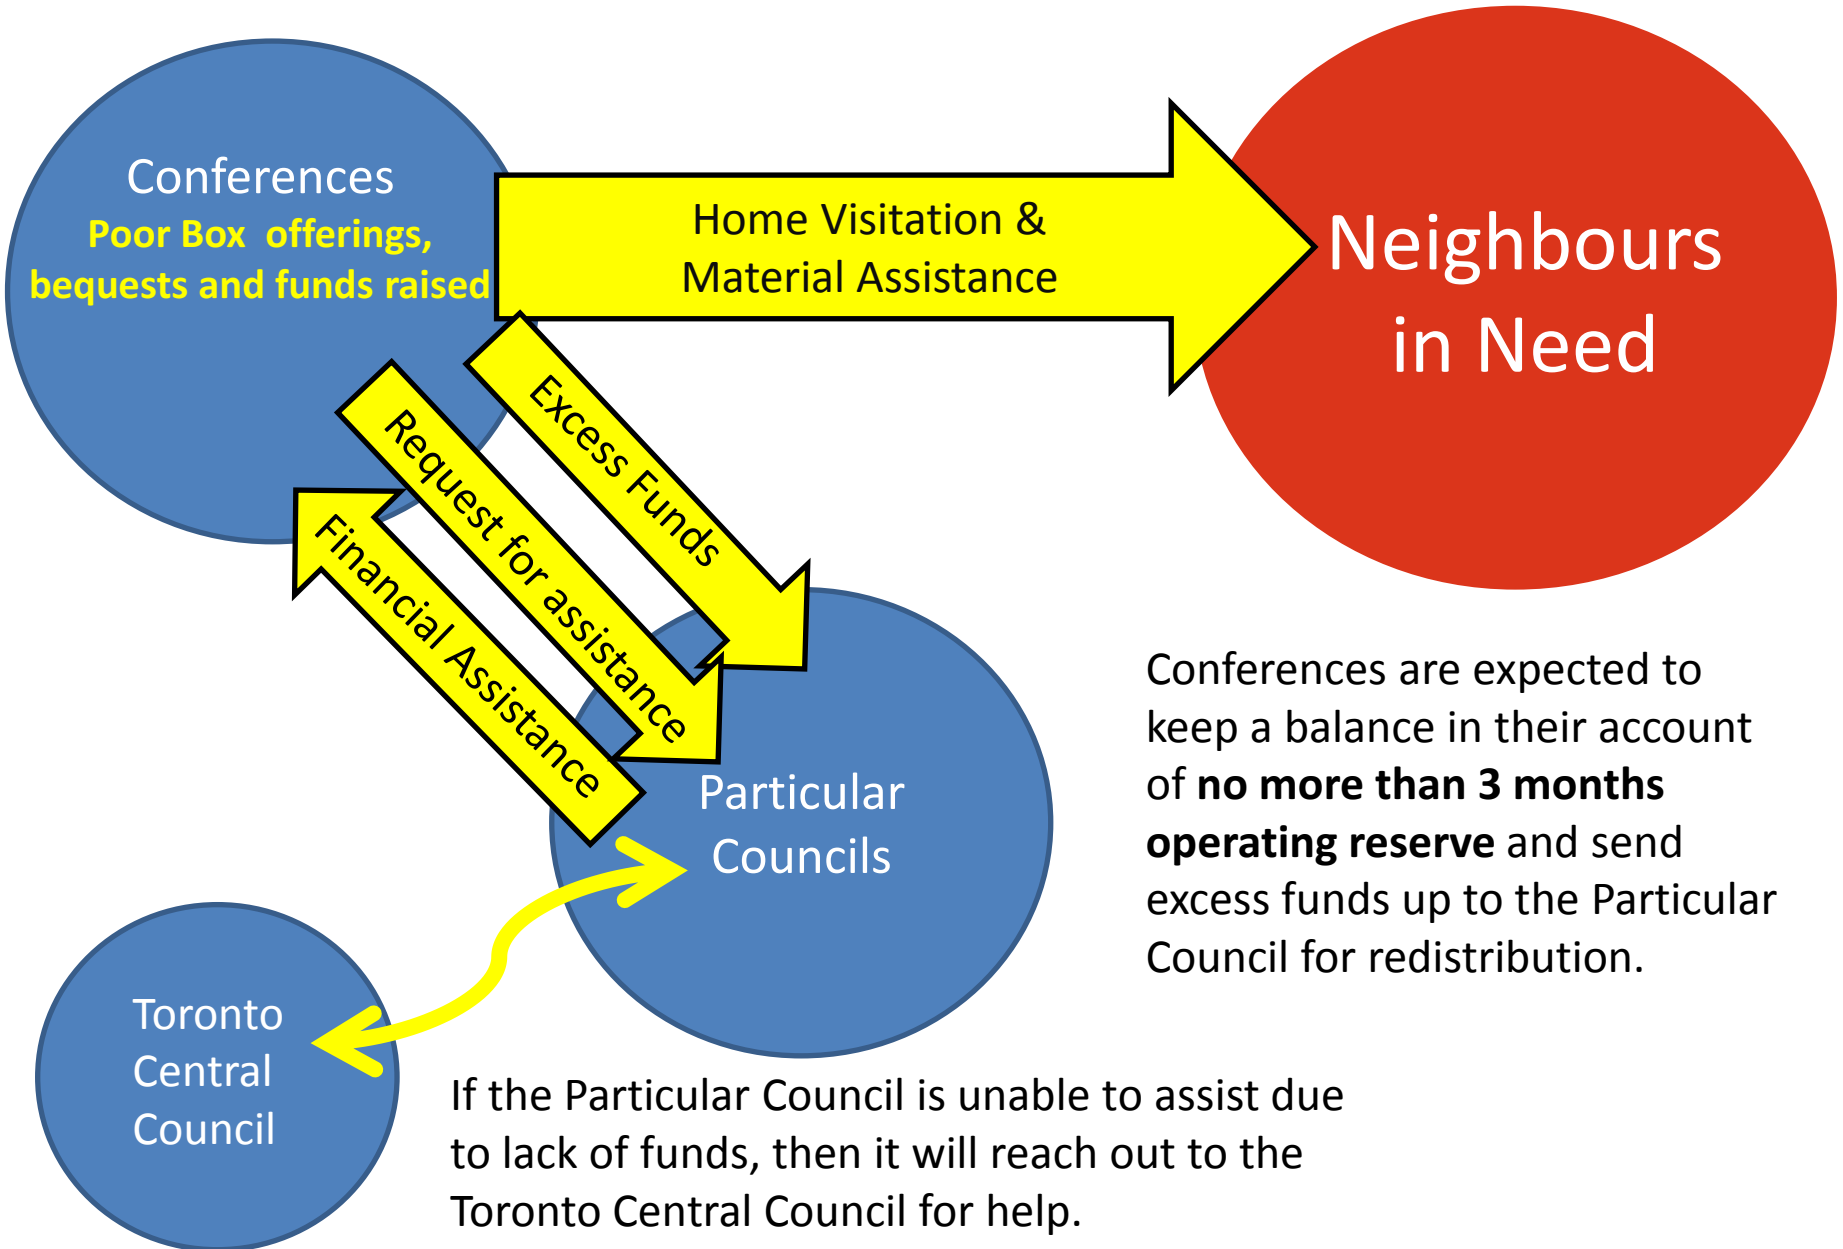 Conferences
Poor Box offerings,
bequests and funds raised
Home Visitation &
Material Assistance
Neighbours
in Need
Excess Funds
Request for assistance
Financial Assistance
Particular
Councils
Conferences are expected to
keep a balance in their account
of no more than 3 months
operating reserve and send
excess funds up to the Particular
Council for redistribution.
Toronto
Central
Council
If the Particular Council is unable to assist due
to lack of funds, then it will reach out to the
Toronto Central Council for help.